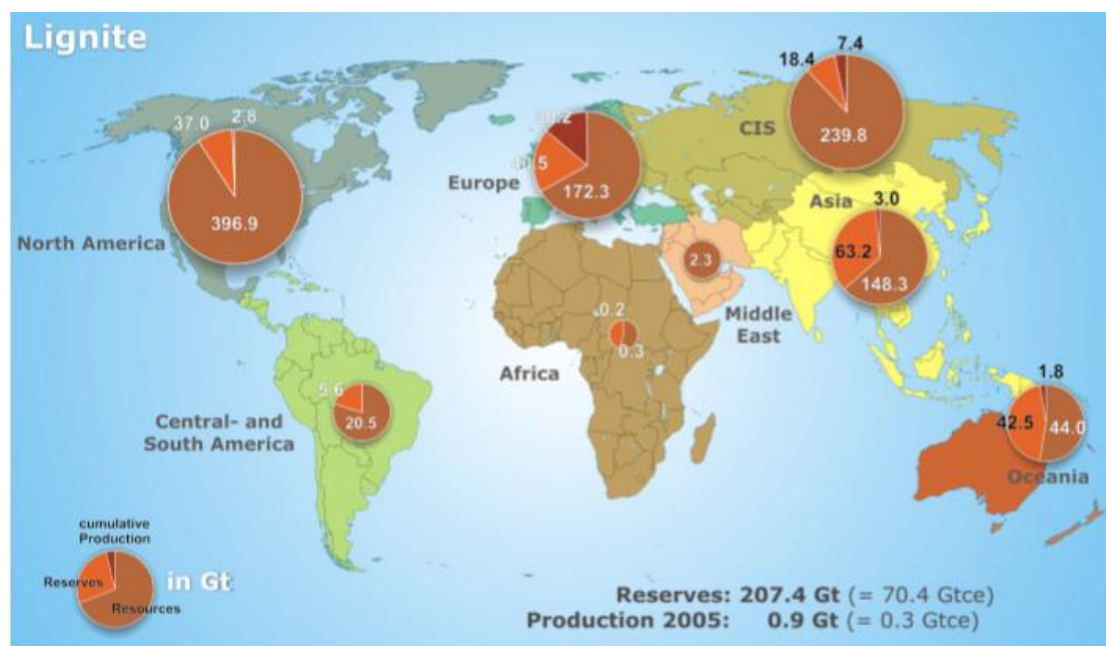 Lignite
7.4
18.4
CIS
239.8
37.0
2.8
396.9
North America
40.5
Europe
172.3
Asia
3.0
63.2
148.3
2.3
Middle
East
0.2
0.3
Africa
5.6
20.5
Central- and
South America
1.8
42.5
44.0
Oceania
cumulative
Production
Reserves
Resources
in Gt
Reserves: 207.4 Gt (= 70.4 Gtce)
Production 2005: 0.9 Gt (= 0.3 Gtce)